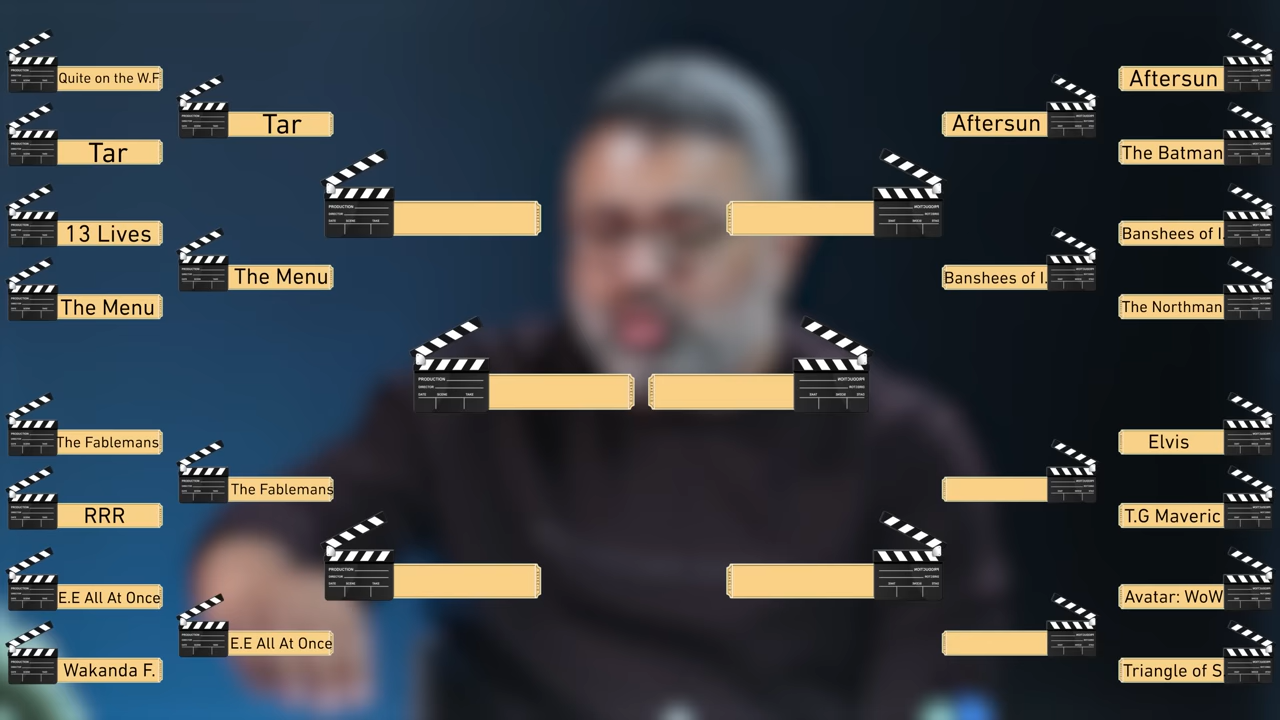 Quite on the W.F
Tar
13 Lives
The Menu
The Fablemans
RRR
E.E All At Once
Wakanda F.
Tar
The Menu
The Fablemans
E.E All At Once
Aftersun
Banshees of I.
Aftersun
The Batman
Banshees of I
The Northman
Elvis
T.G Maveric
Avatar: WoW
Triangle of S